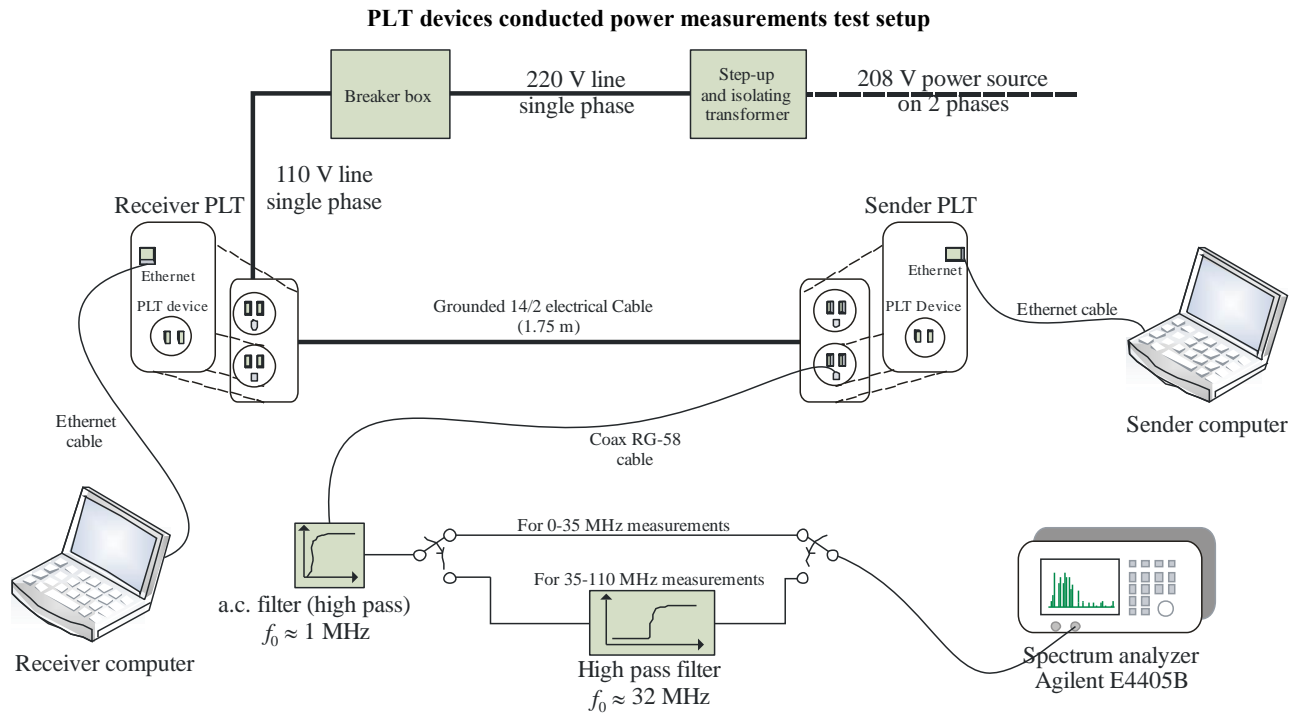 PLT devices conducted power measurements test setup
Breaker box
220 V line
single phase
Step-up
and isolating
transformer
208 V power source
on 2 phases
110 V line
single phase
Receiver PLT
Sender PLT
Ethernet
PLT device
Ethernet
PLT Device
Grounded 14/2 electrical Cable
(1.75 m)
Ethernet cable
Ethernet
cable
Coax RG-58
cable
Sender computer
For 0-35 MHz measurements
For 35-110 MHz measurements
a.c. filter (high pass)
f₀ ≈ 1 MHz
High pass filter
f₀ ≈ 32 MHz
Receiver computer
Spectrum analyzer
Agilent E4405B